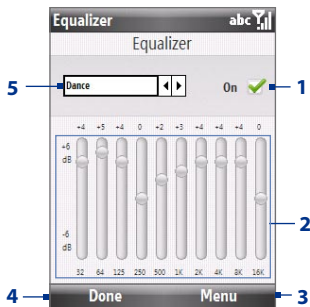 Equalizer abc
Equalizer
5 Dance On 1
+4 +5 +4 0 +2 +3 +4 +4 +4 0
+6
dB
2
-6
dB
32 64 125 250 500 1K 2K 4K 8K 16K
4 Done Menu 3